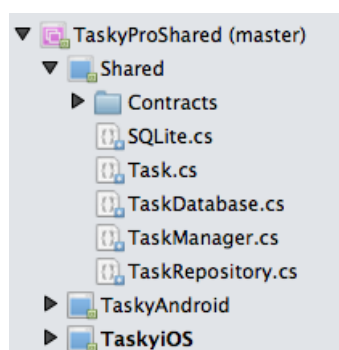 TaskyProShared (master)
Shared
Contracts
SQLite.cs
Task.cs
TaskDatabase.cs
TaskManager.cs
TaskRepository.cs
TaskyAndroid
TaskyiOS